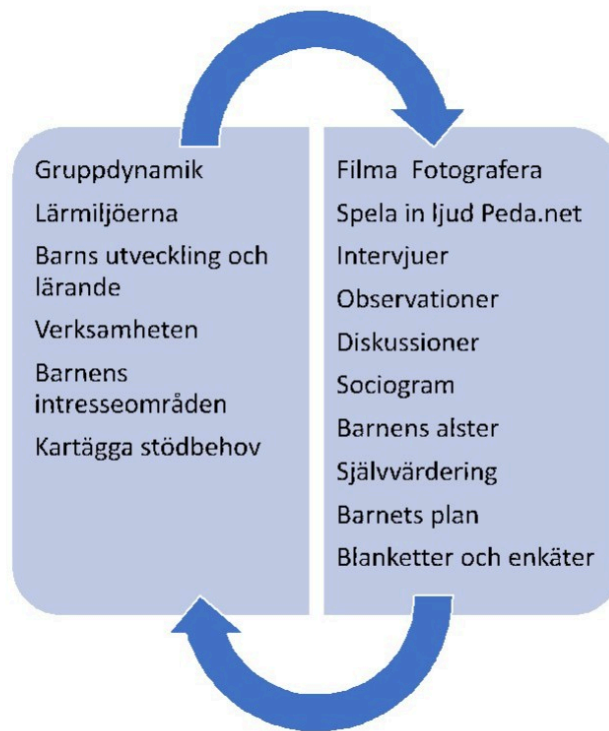 Gruppdynamik
Lärmiljöerna
Barns utveckling och
lärande
Verksamheten
Barnens
intresseområden
Kartägga stödbehov
Filma Fotografera
Spela in ljud Peda.net
Intervjuer
Observationer
Diskussioner
Sociogram
Barnens alster
Självvärdering
Barnets plan
Blanketter och enkäter